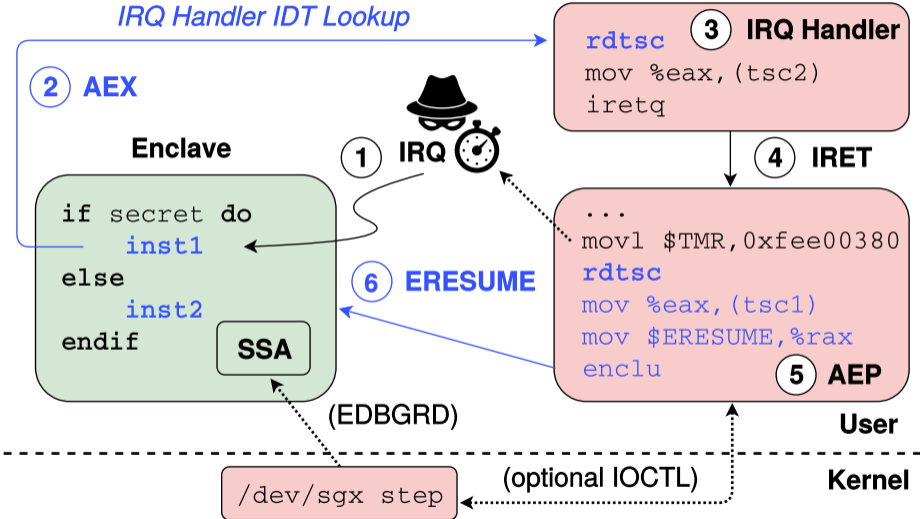 IRQ Handler IDT Lookup
2 AEX
3 IRQ Handler
rdtsc
mov %eax,(tsc2)
iretq
4 IRET
1 IRQ
Enclave
if secret do
inst1
else
inst2
endif
SSA
6 ERESUME
...
movl $TMR,0xfee00380
rdtsc
mov %eax,(tsc1)
mov $ERESUME,%rax
enclu
5 AEP
(EDBGRD)
User
Kernel
/dev/sgx step
(optional IOCTL)